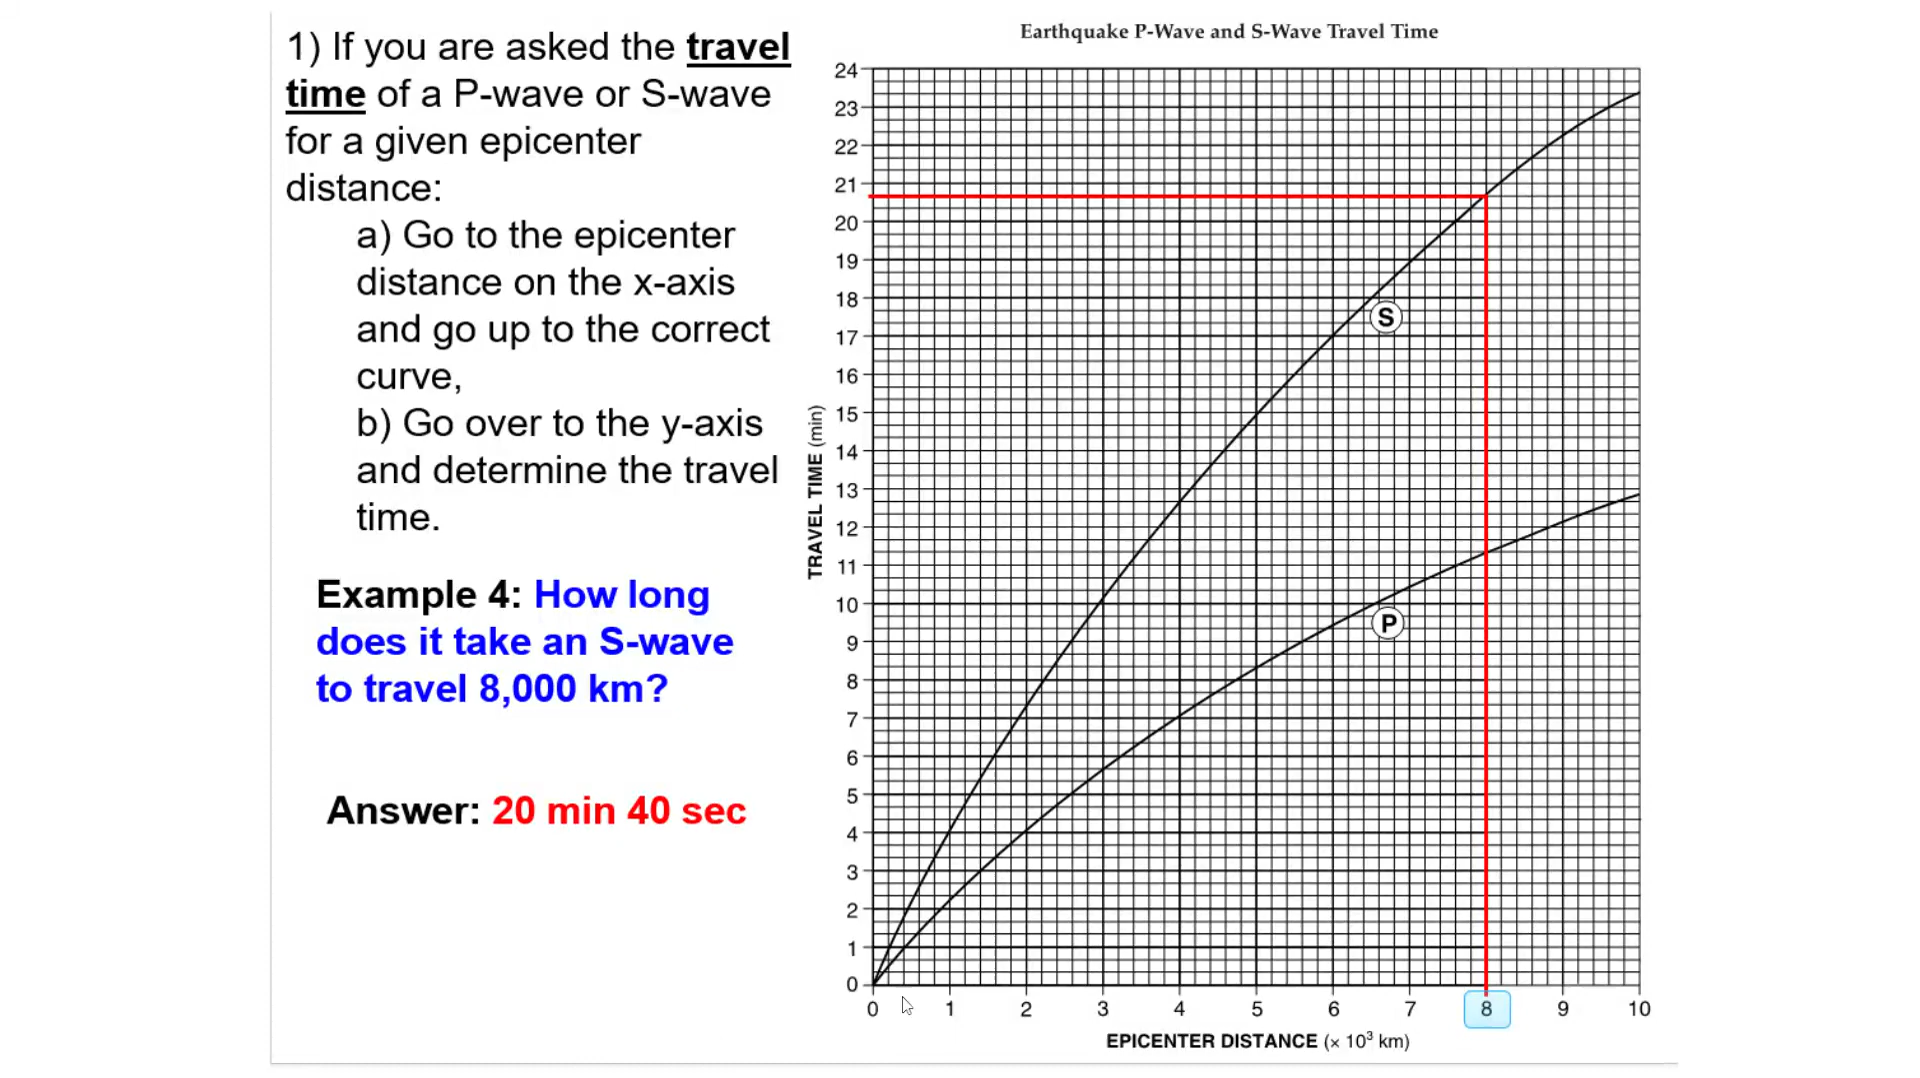 1) If you are asked the travel
time of a P-wave or S-wave
for a given epicenter
distance:
a) Go to the epicenter
distance on the x-axis
and go up to the correct
curve,
b) Go over to the y-axis
and determine the travel
time.
Example 4: How long
does it take an S-wave
to travel 8,000 km?
Answer: 20 min 40 sec
Earthquake P-Wave and S-Wave Travel Time
TRAVEL TIME (min)
24
23
22
21
20
19
18
17
16
15
14
13
12
11
10
9
8
7
6
5
4
3
2
1
0
S
P
0 1 2 3 4 5 6 7 8 9 10
EPICENTER DISTANCE (× 10³ km)